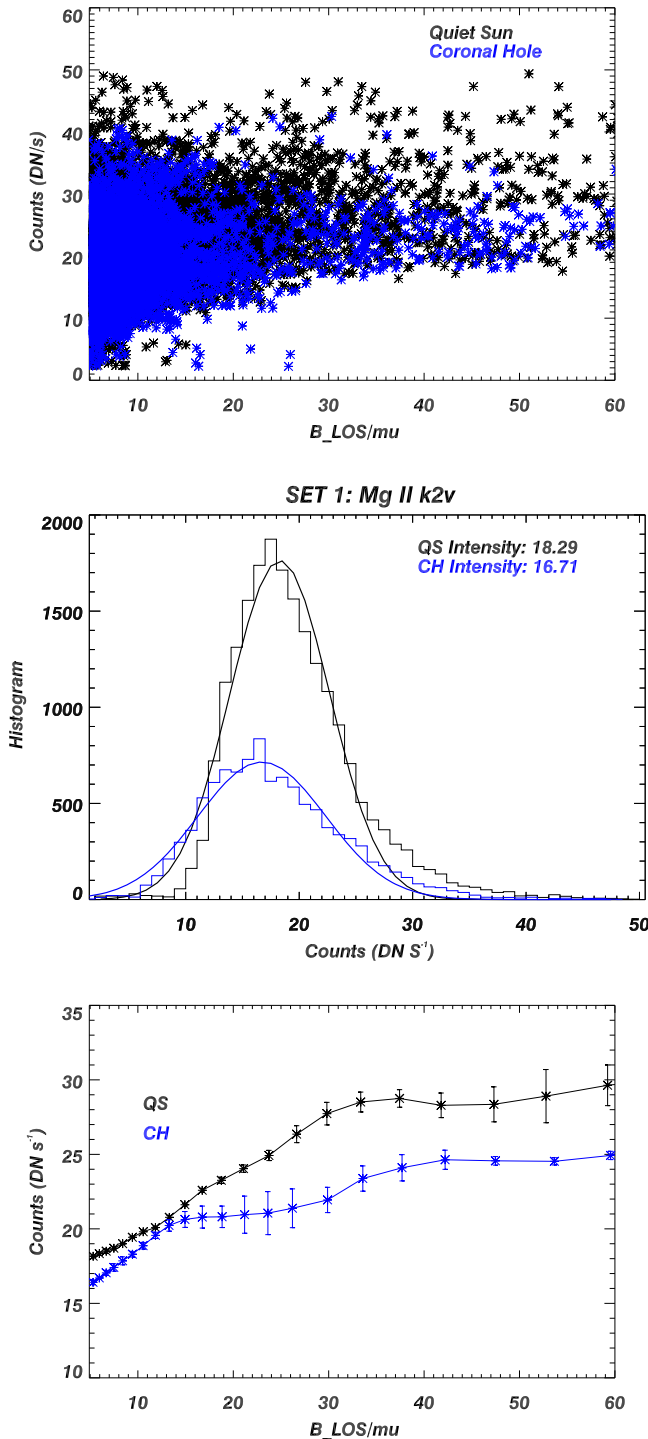 60
50
40
30
20
10
0
Counts (DN/s)
Quiet Sun
Coronal Hole
10 20 30 40 50 60
B_LOS/mu
SET 1: Mg II k2v
2000
1500
1000
500
0
Histogram
QS Intensity: 18.29
CH Intensity: 16.71
10 20 30 40 50
Counts (DN S⁻¹)
35
30
25
20
15
10
Counts (DN s⁻¹)
QS
CH
10 20 30 40 50 60
B_LOS/mu